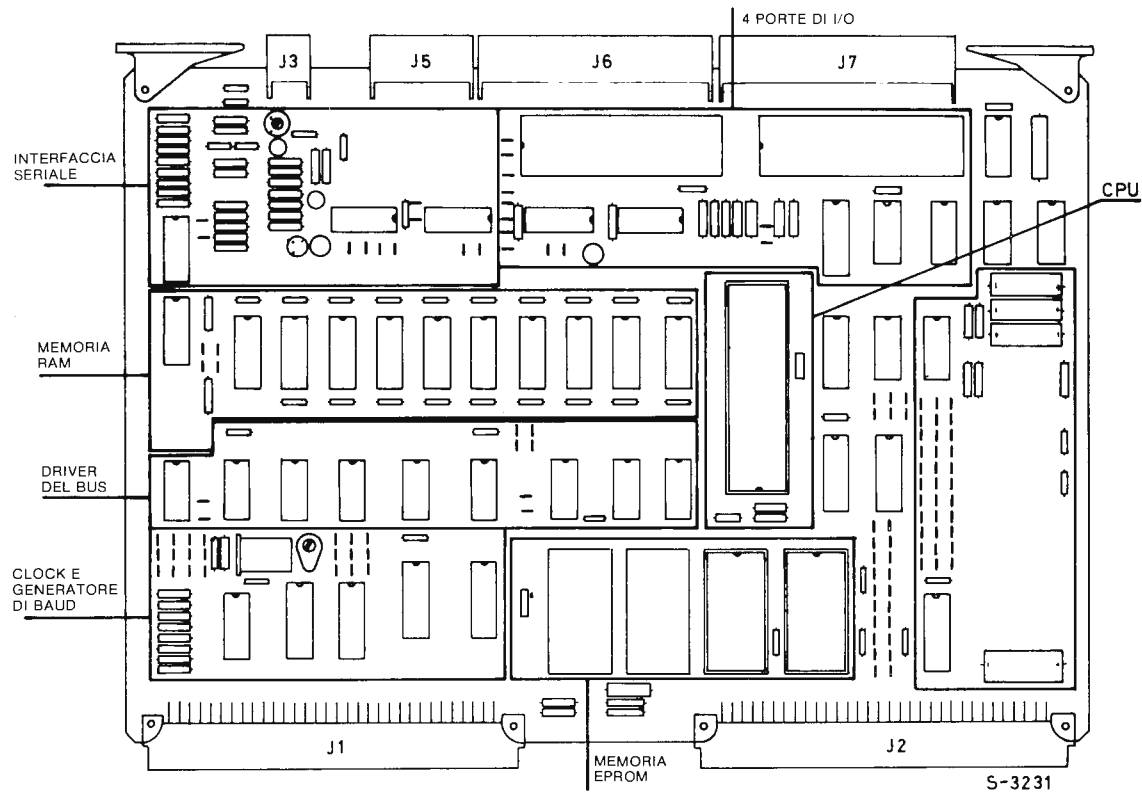 4 PORTE DI I/O
J3
J5
J6
J7
INTERFACCIA
SERIALE
CPU
MEMORIA
RAM
DRIVER
DEL BUS
CLOCK E
GENERATORE
DI BAUD
J1
J2
MEMORIA
EPROM
S-3231